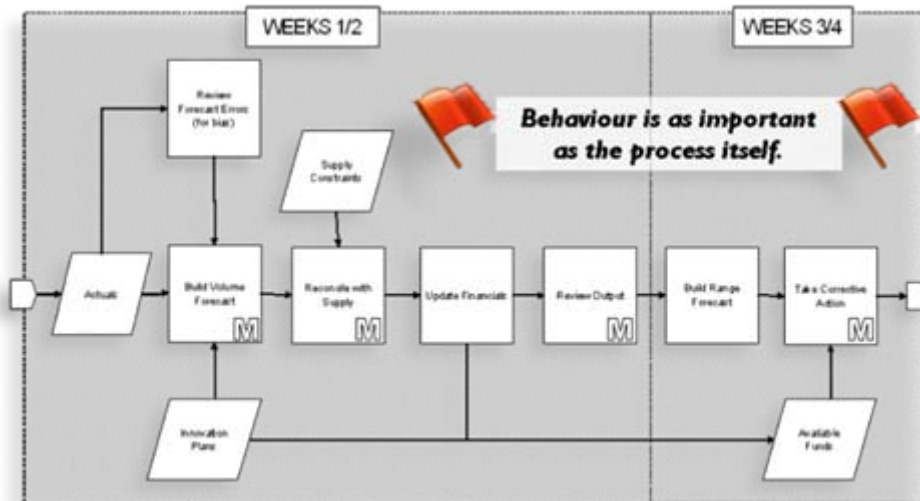 WEEKS 1/2
WEEKS 3/4
Review
Forecast Errors
(for bias)
Behaviour is as important
as the process itself.
Supply
Constraints
Actuals
Build Volume
Forecast
M
Reconcile with
Supply
M
Update Financials
Review Output
M
Build Range
Forecast
Take Corrective
Action
M
Innovation
Plans
Available
Funds